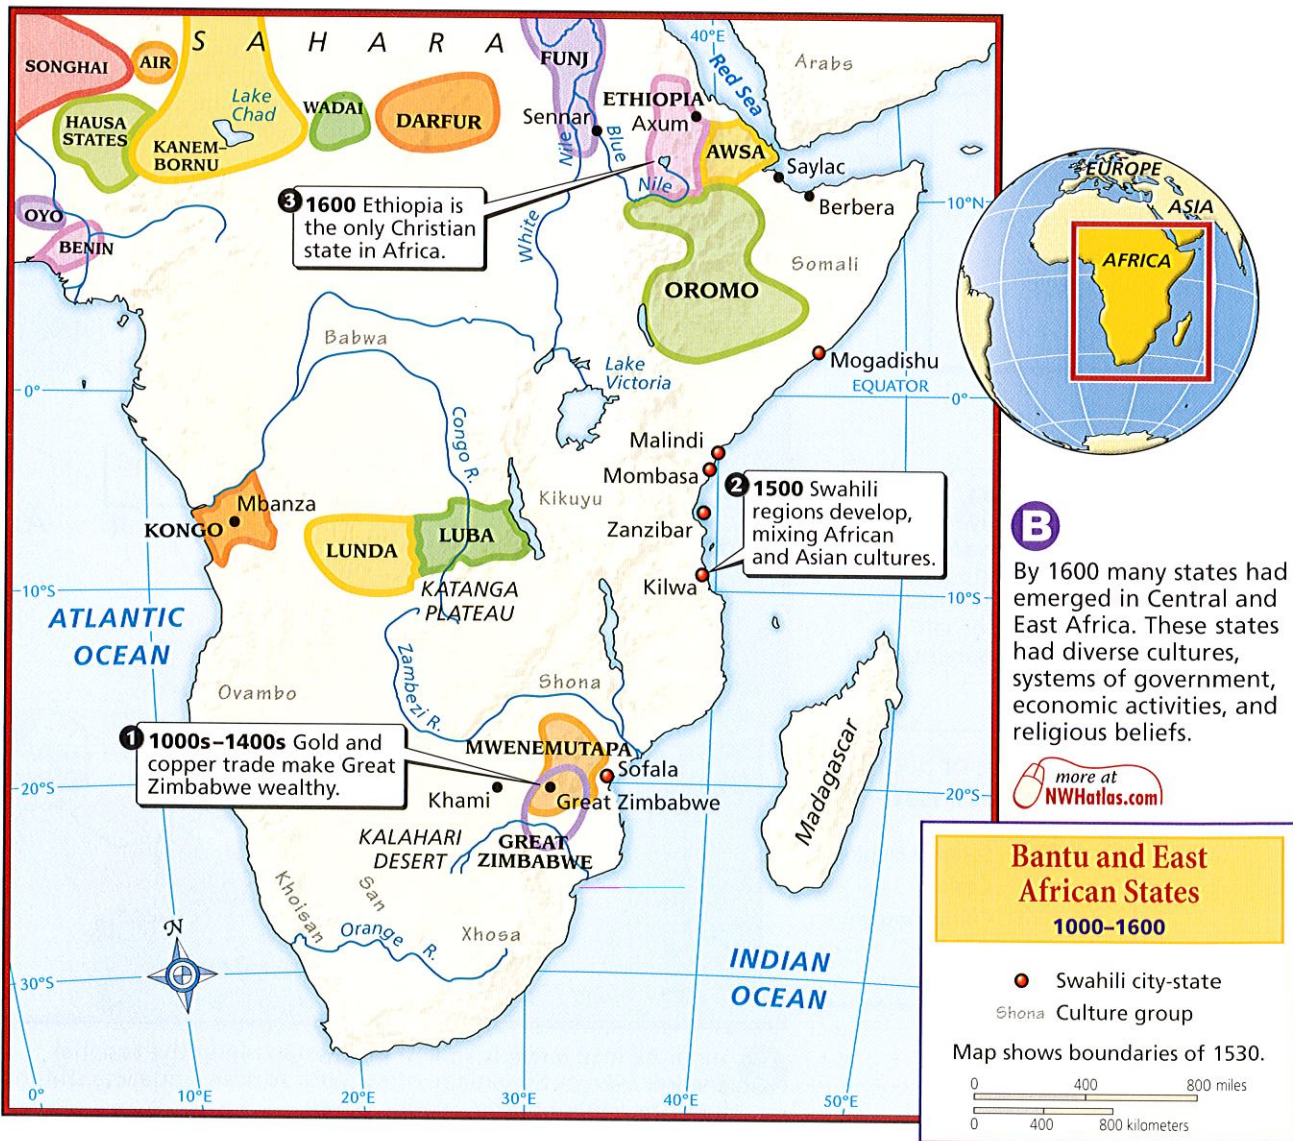 S A H A R A
SONGHAI
AIR
HAUSA
STATES
Lake
Chad
KANEM–
BORNU
WADAI
DARFUR
FUNJ
Sennar
Nile
Blue
Nile
White
40°E
Red Sea
Arabs
ETHIOPIA
Axum
AWSA
Saylac
Berbera
10°N
OYO
BENIN
3 1600 Ethiopia is
the only Christian
state in Africa.
OROMO
Somali
Babwa
Lake
Victoria
Mogadishu
EQUATOR
0°
0°
Congo R.
Malindi
Mombasa
Kikuyu
Zanzibar
Kilwa
2 1500 Swahili
regions develop,
mixing African
and Asian cultures.
Mbanza
KONGO
LUNDA
LUBA
KATANGA
PLATEAU
10°S
10°S
ATLANTIC
OCEAN
Zambezi R.
Ovambo
Shona
1 1000s–1400s Gold and
copper trade make Great
Zimbabwe wealthy.
MWENEMUTAPA
Sofala
Khami
Great Zimbabwe
20°S
20°S
KALAHARI
DESERT
GREAT
ZIMBABWE
Madagascar
Khoisan
San
Orange R.
Xhosa
N
30°S
INDIAN
OCEAN
0°
10°E
20°E
30°E
40°E
50°E
EUROPE
ASIA
AFRICA
B
By 1600 many states had
emerged in Central and
East Africa. These states
had diverse cultures,
systems of government,
economic activities, and
religious beliefs.
more at
NWHatlas.com
Bantu and East
African States
1000–1600
Swahili city-state
Shona Culture group
Map shows boundaries of 1530.
0 400 800 miles
0 400 800 kilometers